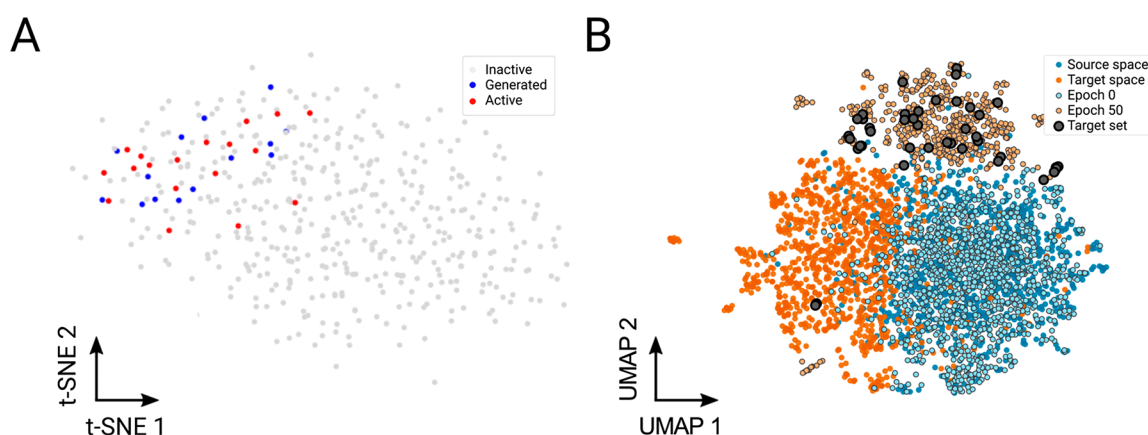 A
Inactive
Generated
Active
t-SNE 2
t-SNE 1
B
Source space
Target space
Epoch 0
Epoch 50
Target set
UMAP 2
UMAP 1